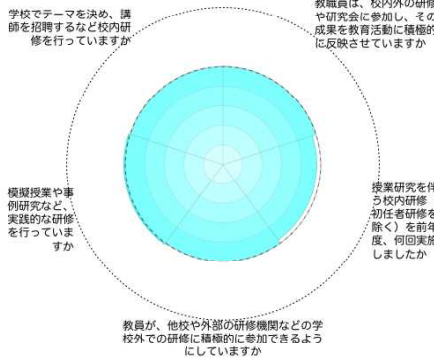 学校でテーマを決め、講
師を招聘するなど校内研
修を行っていますか
教職員は、校内外の研修
や研究会に参加し、その
成果を教育活動に積極的
に反映させていますか
模擬授業や事
例研究など、
実践的な研修
を行っていま
すか
授業研究を伴
う校内研修
初任者研修を
除く）を前年
度、何回実施
しましたか
教員が、他校や外部の研修機関などの学
校外での研修に積極的に参加できるよう
にしていますか